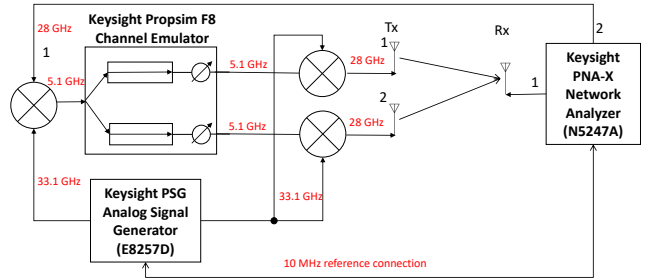 Keysight Propsim F8
Channel Emulator
28 GHz
1
5.1 GHz
5.1 GHz
5.1 GHz
28 GHz
28 GHz
Tx
1
2
Rx
1
2
Keysight
PNA-X
Network
Analyzer
(N5247A)
33.1 GHz
33.1 GHz
Keysight PSG
Analog Signal
Generator
(E8257D)
10 MHz reference connection